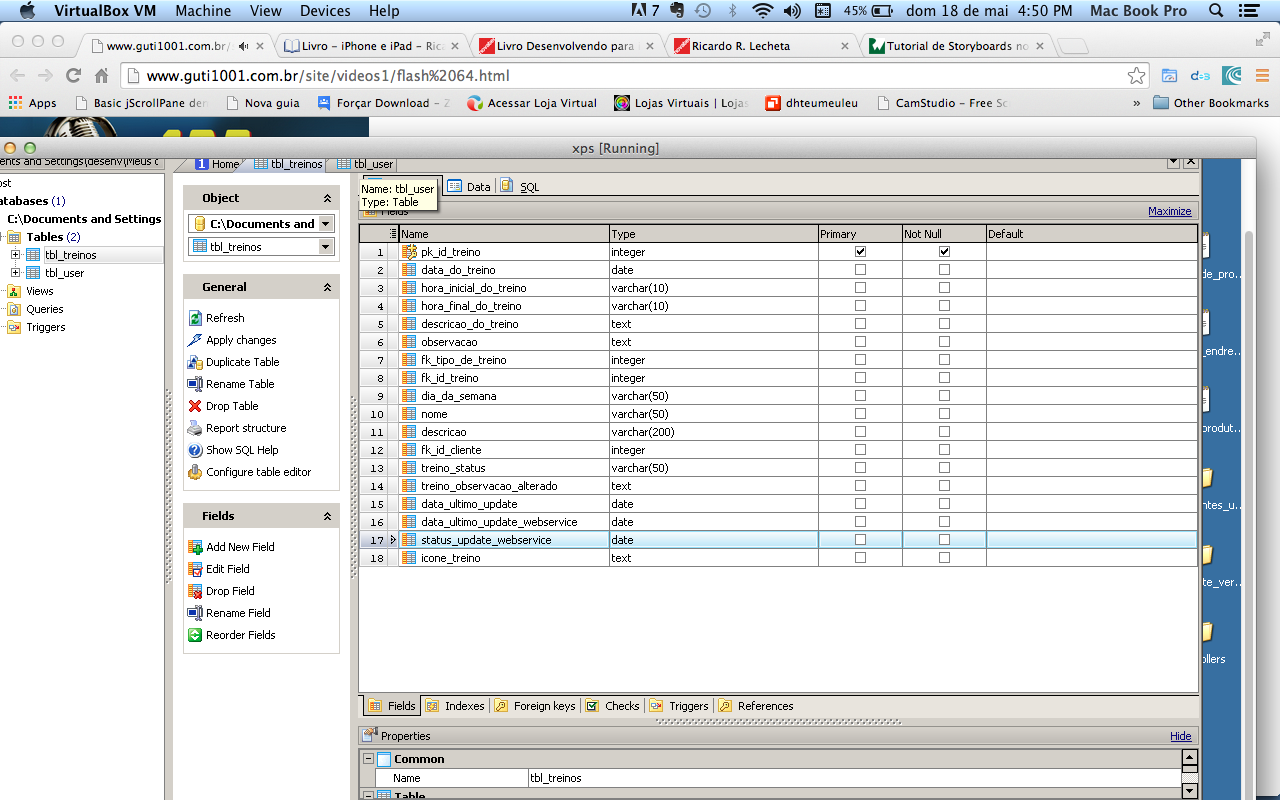 VirtualBox VM Machine View Devices Help 7 45% dom 18 de mai 4:50 PM Mac Book Pro
www.guti1001.com.br/ Livro – iPhone e iPad – Rica Livro Desenvolvendo para Ricardo R. Lecheta Tutorial de Storyboards no
www.guti1001.com.br/site/videos1/flash%2064.html
Apps Basic jScrollPane den Nova guia Forçar Download – Z Acessar Loja Virtual Lojas Virtuais | Lojas dhteumeuleu CamStudio – Free Sc » Other Bookmarks
xps [Running]
ents and Settings\desenv\Meus d
1 Home tbl_treinos tbl_user
ost
atabases (1)
C:\Documents and Settings
Tables (2)
tbl_treinos
tbl_user
Views
Queries
Triggers
Object
C:\Documents and
tbl_treinos
General
Refresh
Apply changes
Duplicate Table
Rename Table
Drop Table
Report structure
Show SQL Help
Configure table editor
Fields
Add New Field
Edit Field
Drop Field
Rename Field
Reorder Fields
Data SQL
Name: tbl_user
Type: Table
Fields Maximize
Name Type Primary Not Null Default
1 pk_id_treino integer
2 data_do_treino date
3 hora_inicial_do_treino varchar(10)
4 hora_final_do_treino varchar(10)
5 descricao_do_treino text
6 observacao text
7 fk_tipo_de_treino integer
8 fk_id_treino integer
9 dia_da_semana varchar(50)
10 nome varchar(50)
11 descricao varchar(200)
12 fk_id_cliente integer
13 treino_status varchar(50)
14 treino_observacao_alterado text
15 data_ultimo_update date
16 data_ultimo_update_webservice date
17 status_update_webservice date
18 icone_treino text
Fields Indexes Foreign keys Checks Triggers References
Properties Hide
Common
Name tbl_treinos
Table
de_pro...
_endre...
produt...
ntes_u...
te_ver...
ollers